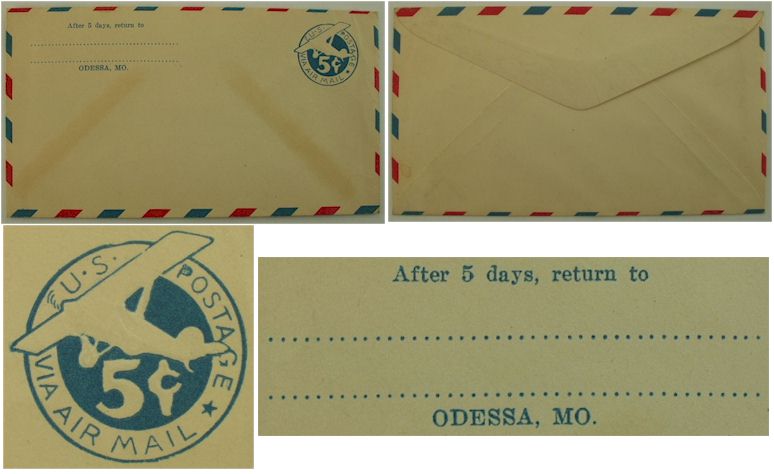 After 5 days, return to
ODESSA, MO.
U.S. POSTAGE
5¢
VIA AIR MAIL
U.S. POSTAGE
5¢
VIA AIR MAIL
After 5 days, return to
ODESSA, MO.